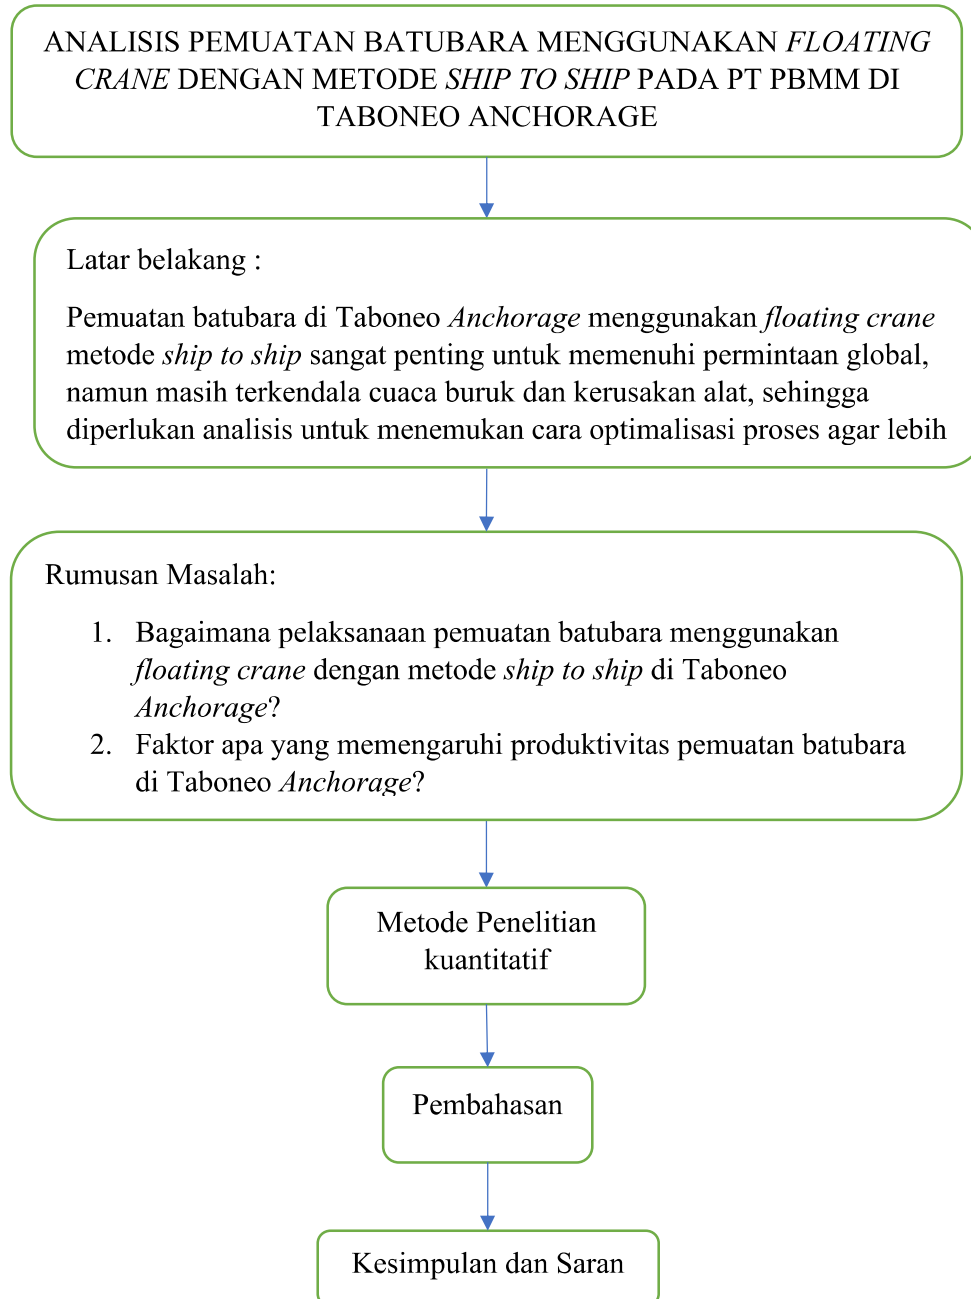 ANALISIS PEMUATAN BATUBARA MENGGUNAKAN FLOATING
CRANE DENGAN METODE SHIP TO SHIP PADA PT PBMM DI
TABONEO ANCHORAGE
Latar belakang :
Pemuatan batubara di Taboneo Anchorage menggunakan floating crane
metode ship to ship sangat penting untuk memenuhi permintaan global,
namun masih terkendala cuaca buruk dan kerusakan alat, sehingga
diperlukan analisis untuk menemukan cara optimalisasi proses agar lebih
Rumusan Masalah:
1. Bagaimana pelaksanaan pemuatan batubara menggunakan
floating crane dengan metode ship to ship di Taboneo
Anchorage?
2. Faktor apa yang memengaruhi produktivitas pemuatan batubara
di Taboneo Anchorage?
Metode Penelitian
kuantitatif
Pembahasan
Kesimpulan dan Saran